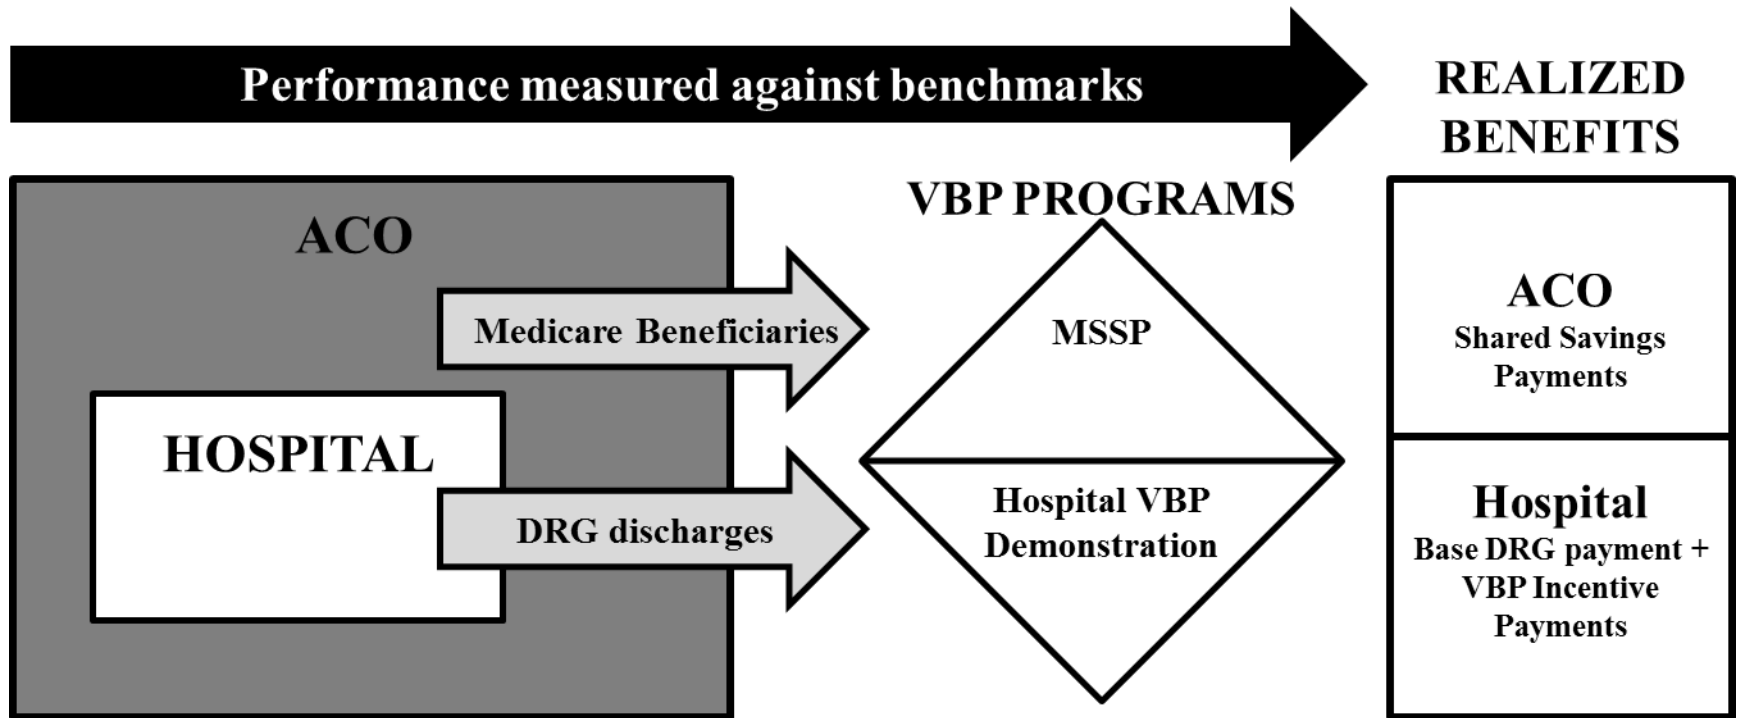 Performance measured against benchmarks
REALIZED
BENEFITS
ACO
Medicare Beneficiaries
HOSPITAL
DRG discharges
VBP PROGRAMS
MSSP
Hospital VBP
Demonstration
ACO
Shared Savings
Payments
Hospital
Base DRG payment +
VBP Incentive
Payments